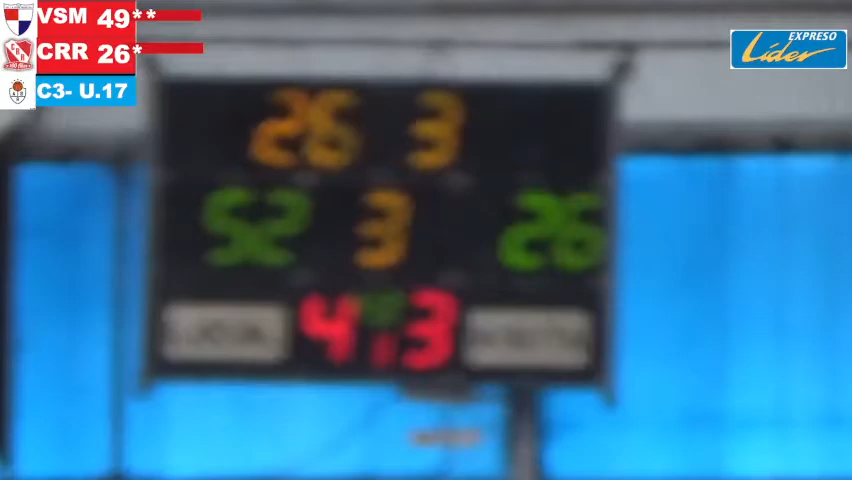 VSM 49**
CRR 26*
C3- U.17
EXPRESO
Líder
26 3
52 3 26
4 3